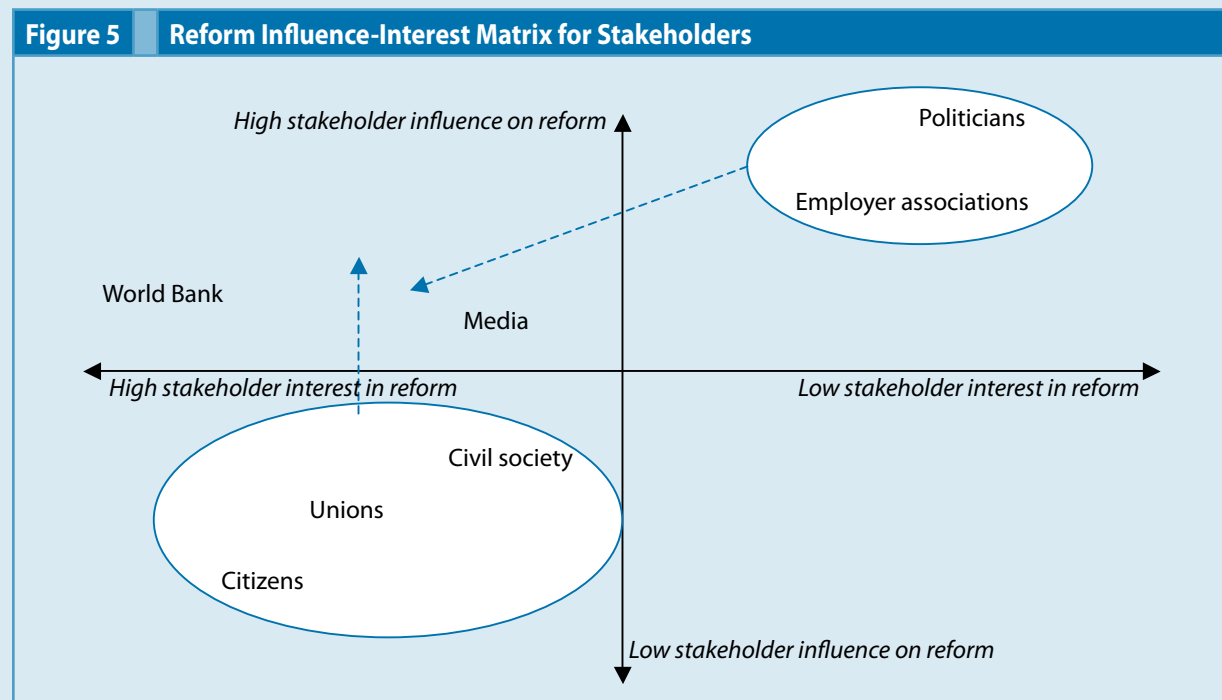 Figure 5 Reform Influence-Interest Matrix for Stakeholders
High stakeholder influence on reform
Politicians
Employer associations
World Bank
Media
High stakeholder interest in reform
Low stakeholder interest in reform
Civil society
Unions
Citizens
Low stakeholder influence on reform